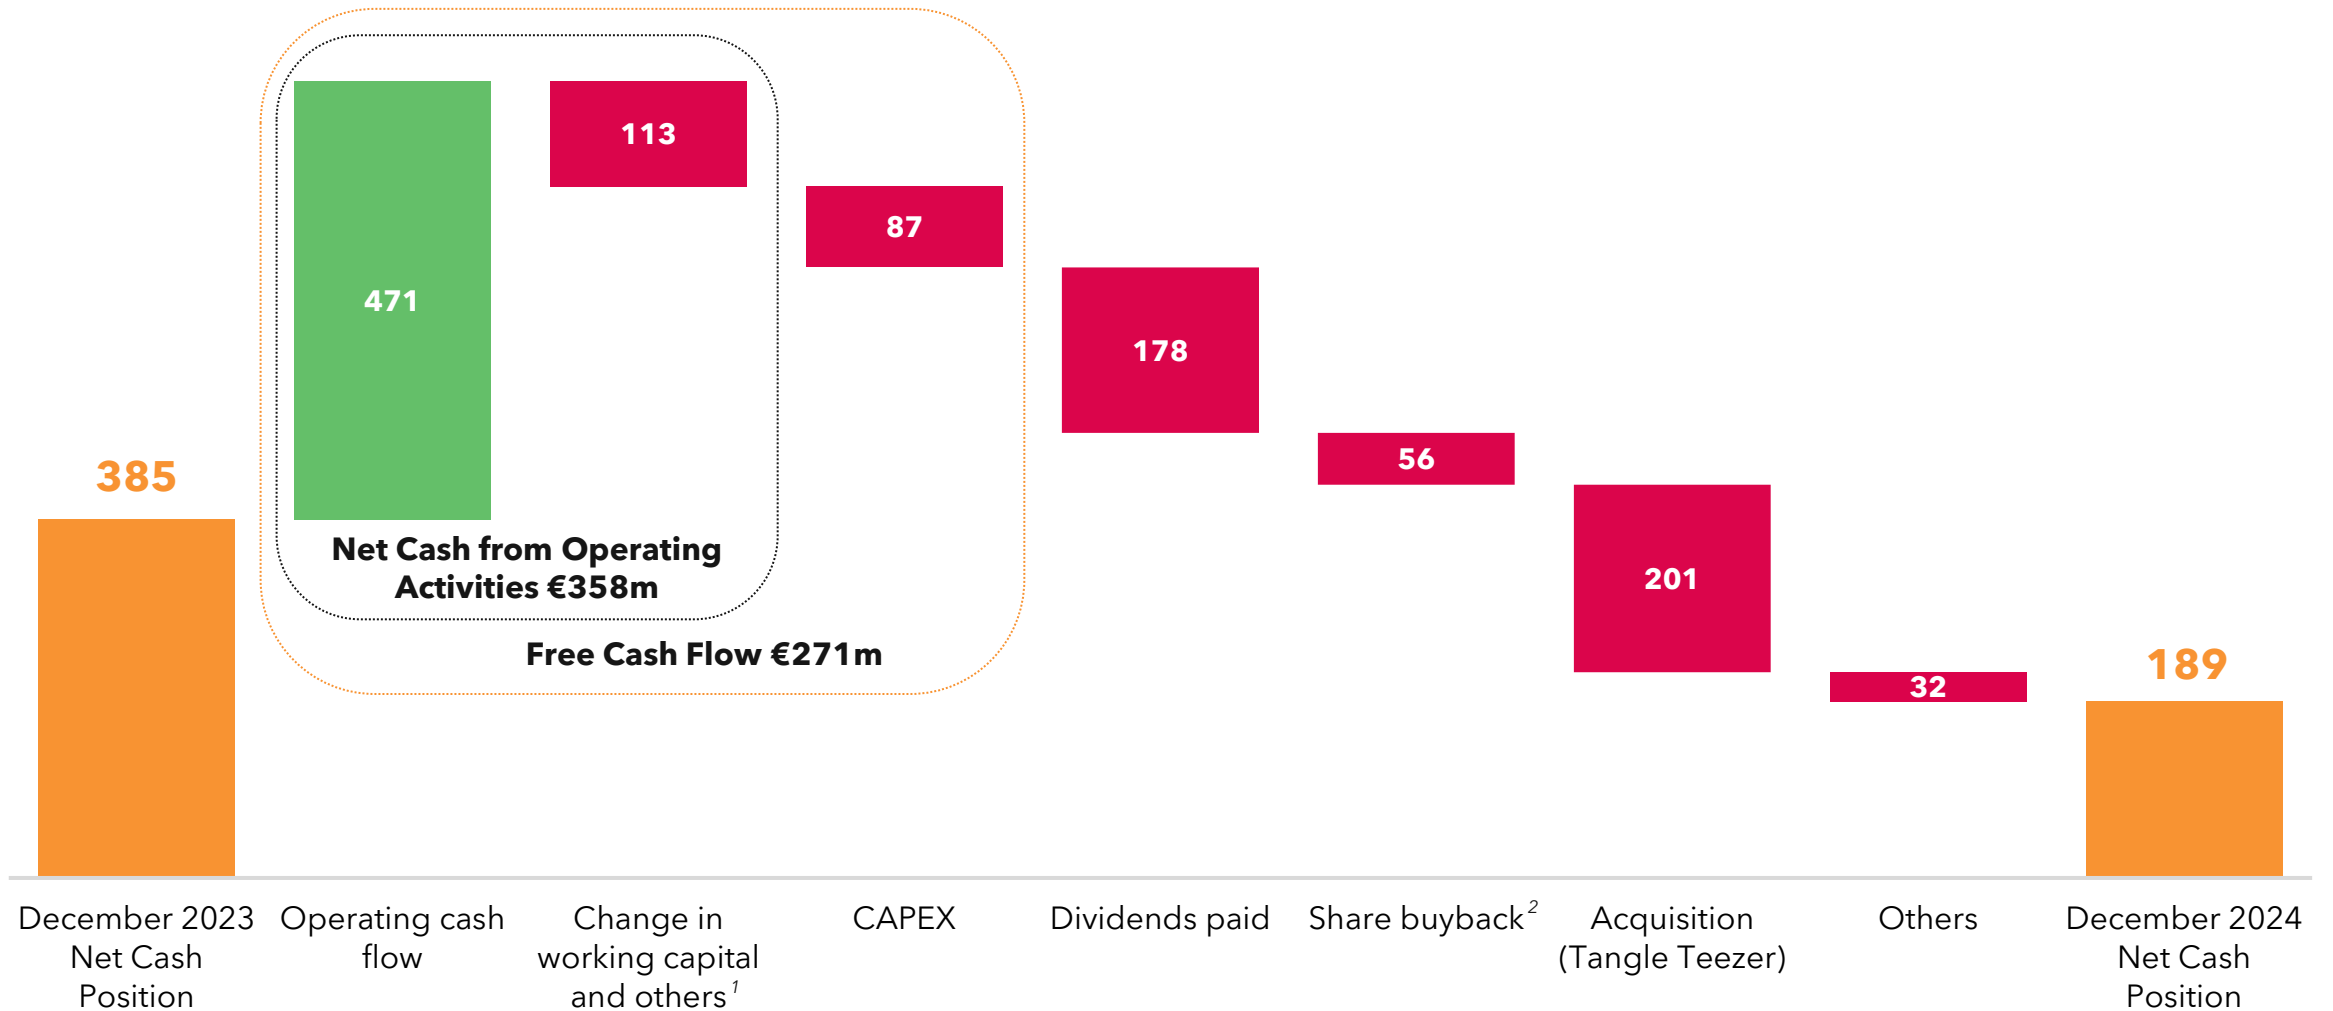 113
87
471
178
56
385
201
32
189
Net Cash from Operating
Activities €358m
Free Cash Flow €271m
December 2023
Net Cash
Position
Operating cash
flow
Change in
working capital
and others1
CAPEX
Dividends paid
Share buyback2
Acquisition
(Tangle Teezer)
Others
December 2024
Net Cash
Position